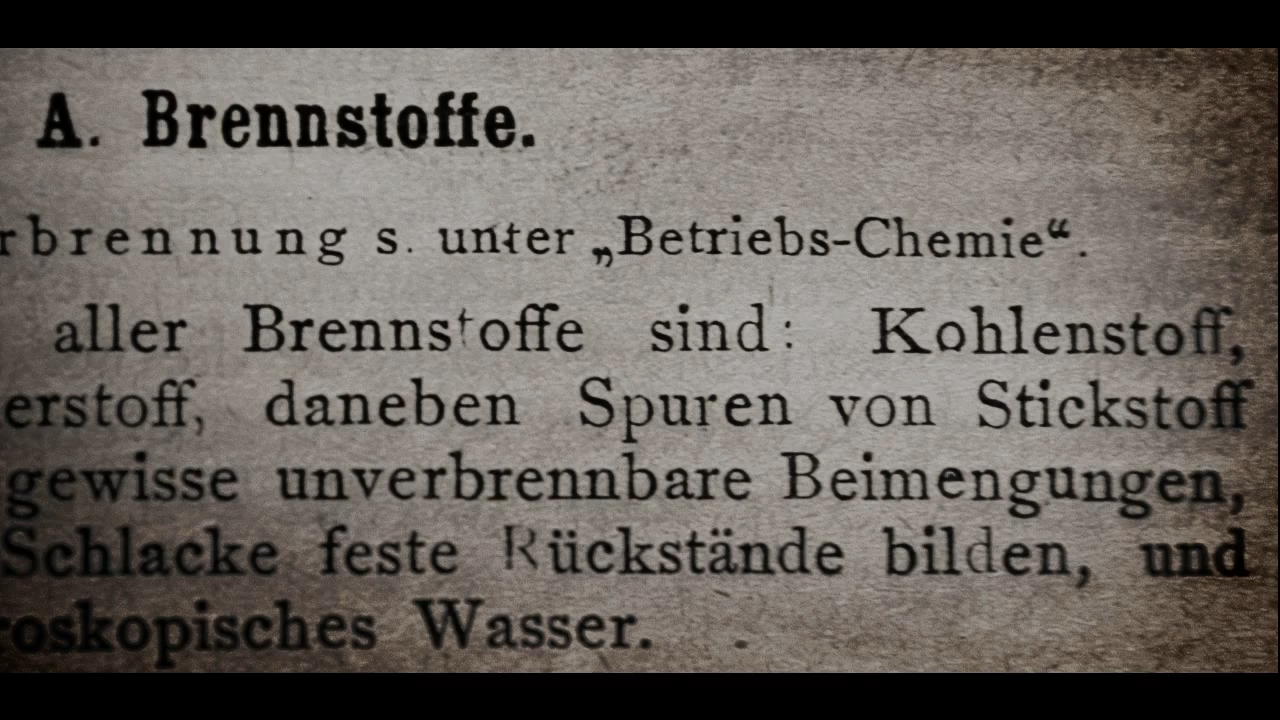 A. Brennstoffe.
rbrennung s. unter „Betriebs-Chemie“.
aller Brennstoffe sind: Kohlenstoff,
erstoff, daneben Spuren von Stickstoff
gewisse unverbrennbare Beimengungen,
Schlacke feste Rückstände bilden, und
roskopisches Wasser.